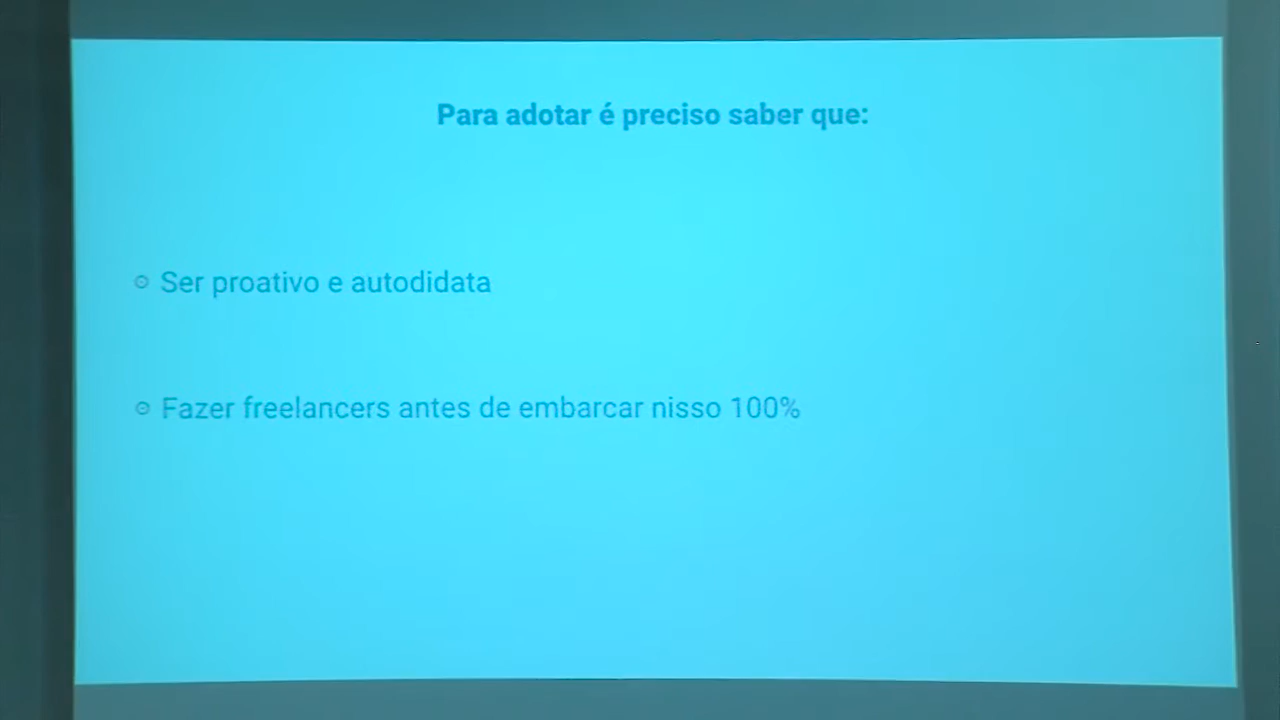 Para adotar é preciso saber que:
Ser proativo e autodidata
Fazer freelancers antes de embarcar nisso 100%